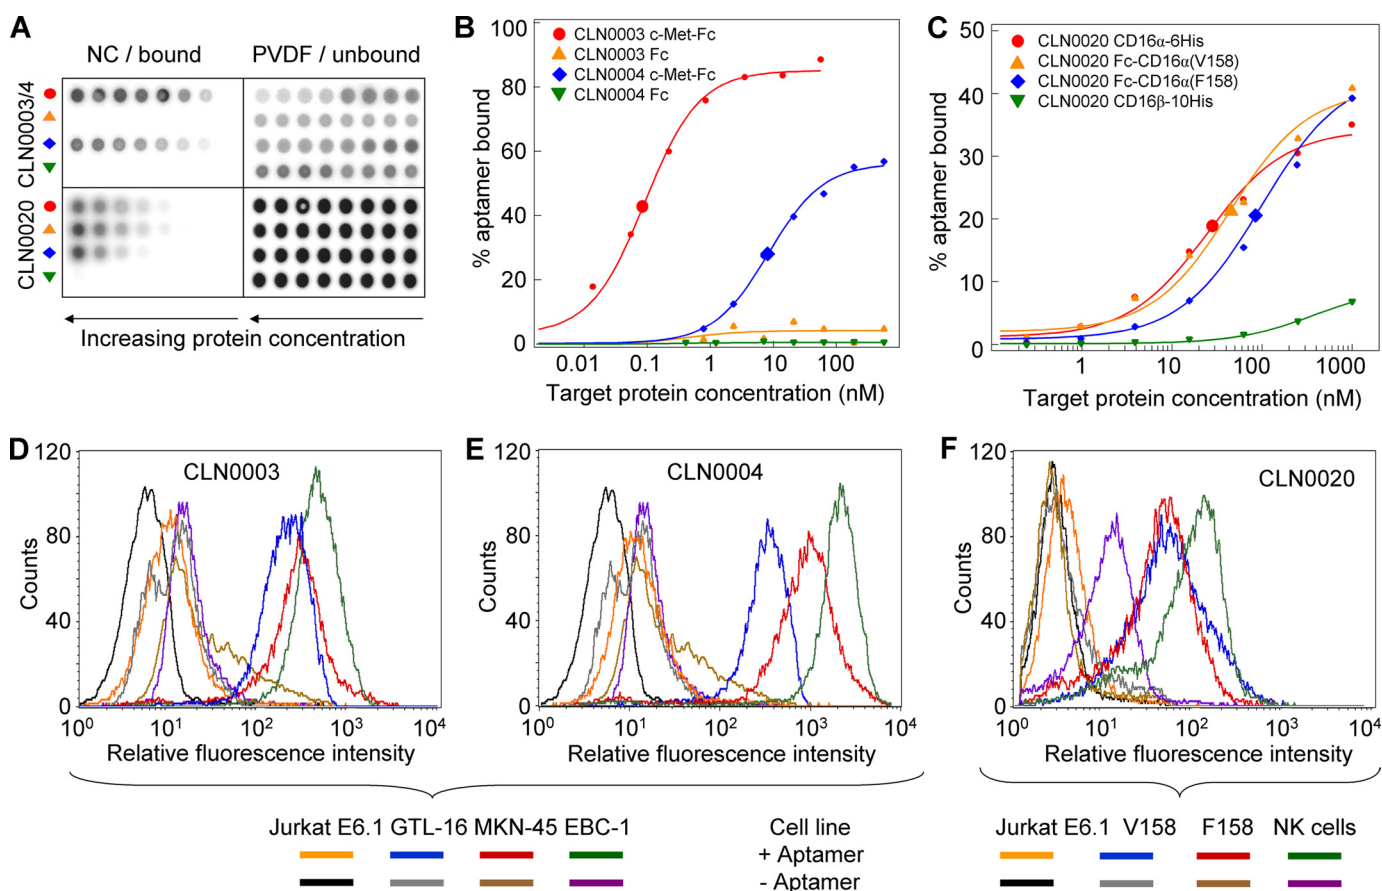 A
NC / bound
PVDF / unbound
CLN0003/4
CLN0020
Increasing protein concentration
B
100
80
60
40
20
0
% aptamer bound
CLN0003 c-Met-Fc
CLN0003 Fc
CLN0004 c-Met-Fc
CLN0004 Fc
0.01
0.1
1
10
100
Target protein concentration (nM)
C
50
40
30
20
10
0
% aptamer bound
CLN0020 CD16α-6His
CLN0020 Fc-CD16α(V158)
CLN0020 Fc-CD16α(F158)
CLN0020 CD16β-10His
1
10
100
1000
Target protein concentration (nM)
D
120
80
40
0
Counts
CLN0003
10⁰
10¹
10²
10³
10⁴
Relative fluorescence intensity
E
120
80
40
0
Counts
CLN0004
10⁰
10¹
10²
10³
10⁴
Relative fluorescence intensity
F
120
80
40
0
Counts
CLN0020
10⁰
10¹
10²
10³
10⁴
Relative fluorescence intensity
Jurkat E6.1 GTL-16 MKN-45 EBC-1
Cell line
+ Aptamer
- Aptamer
Jurkat E6.1 V158 F158 NK cells